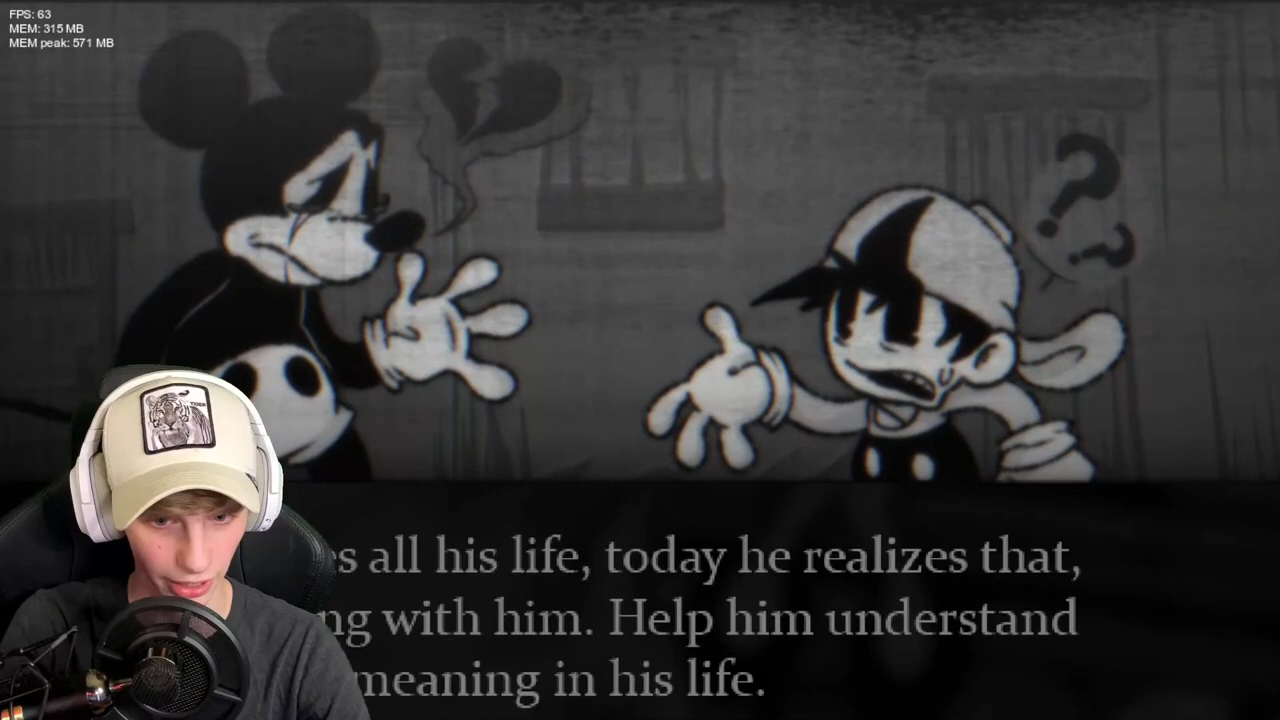 FPS: 63
MEM: 315 MB
MEM peak: 571 MB
TIGER
all his life, today he realizes that,
with him. Help him understand
meaning in his life.